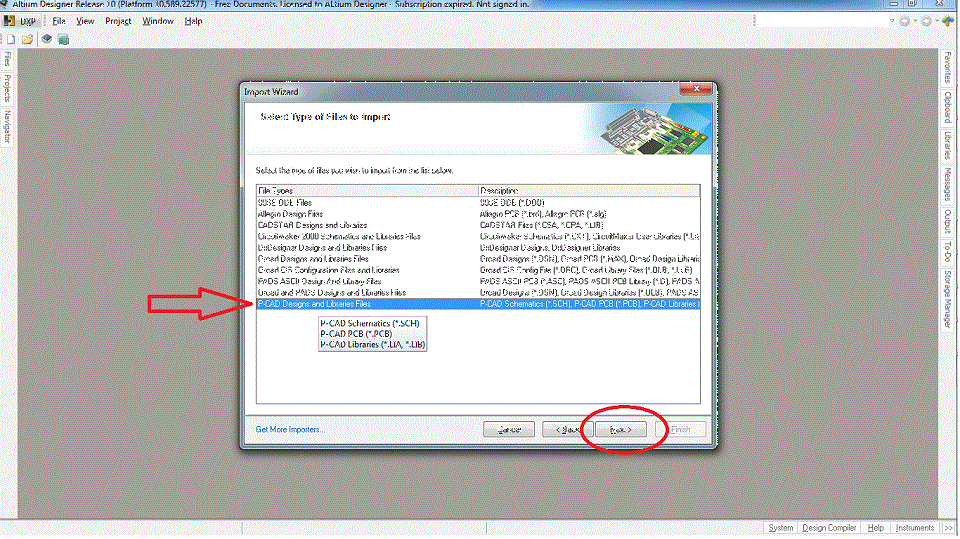 Altium Designer Release 10 (Platform 10.589.22577) - Free Documents. Licensed to Altium Designer - Subscription expired. Not signed in.
DXP File View Project Window Help
Files
Projects
Navigator
Import Wizard
Select Type of Files to Import
Select the type of files you wish to import from the list below.
File Types Description
99SE DDB Files 99SE DDB (*.DDB)
Allegro Design Files Allegro PCB (*.brd), Allegro PCB (*.alg)
CADSTAR Designs and Libraries CADSTAR Files (*.CSA, *.CPA, *.LIB)
CircuitMaker 2000 Schematics and Libraries Files CircuitMaker Schematics (*.CKT), CircuitMaker User Libraries (*.Li
DxDesigner Designs and Libraries Files DxDesigner Designs, DxDesigner Libraries
Orcad Designs and Libraries Files Orcad Designs (*.DSN), Orcad PCB (*.MAX), Orcad Design Libraries
Orcad CIS Configuration Files and Libraries Orcad CIS Config File (*.DBC), Orcad Library Files (*.OLB, *.LLB)
PADS ASCII Design And Library Files PADS ASCII PCB (*.ASC), PADS ASCII PCB Library (*.D), PADS A
Orcad and PADS Designs and Libraries Files Orcad Designs (*.DSN), Orcad Design Libraries (*.OLB), PADS AS
P-CAD Designs and Libraries Files P-CAD Schematics (*.SCH), P-CAD PCB (*.PCB), P-CAD Libraries
P-CAD Schematics (*.SCH)
P-CAD PCB (*.PCB)
P-CAD Libraries (*.LIA, *.LIB)
Get More Importers...
Cancel < Back Next > Finish
Favorites
Clipboard
Libraries
Messages
Output
To-Do
Storage Manager
System Design Compiler Help Instruments >>